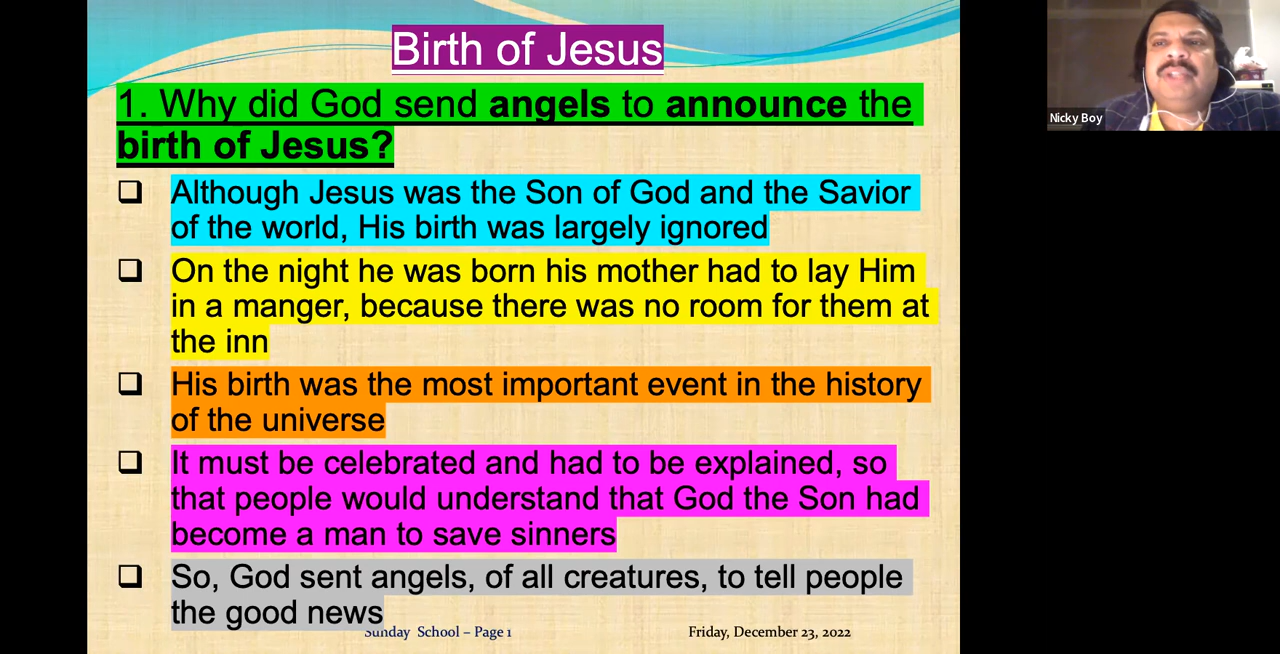 Birth of Jesus
1. Why did God send angels to announce the
birth of Jesus?
Although Jesus was the Son of God and the Savior
of the world, His birth was largely ignored
On the night he was born his mother had to lay Him
in a manger, because there was no room for them at
the inn
His birth was the most important event in the history
of the universe
It must be celebrated and had to be explained, so
that people would understand that God the Son had
become a man to save sinners
So, God sent angels, of all creatures, to tell people
the good news
Sunday School – Page 1
Friday, December 23, 2022
Nicky Boy